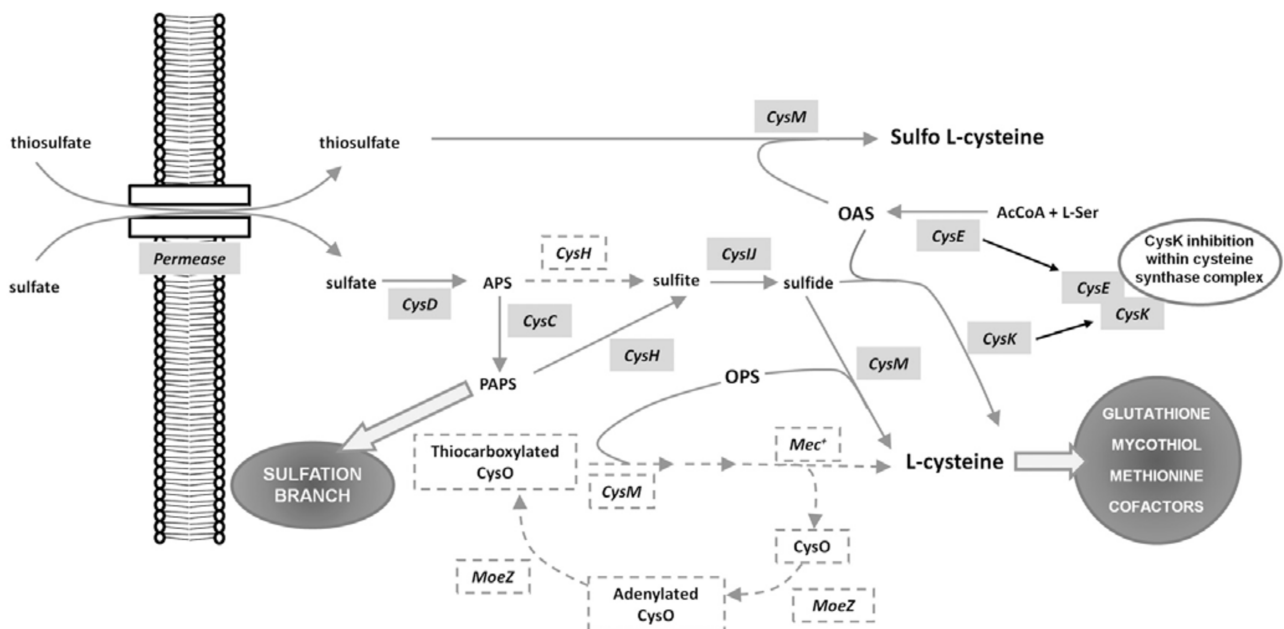 CysM
thiosulfate
thiosulfate
Sulfo L-cysteine
OAS
AcCoA + L-Ser
CysE
CysK inhibition
within cysteine
synthase complex
Permease
CysH
CysIJ
sulfate
sulfate
APS
sulfite
sulfide
CysE
CysK
CysD
CysC
CysK
CysH
CysM
PAPS
OPS
GLUTATHIONE
MYCOTHIOL
METHIONINE
COFACTORS
Thiocarboxylated
CysO
Mec⁺
L-cysteine
SULFATION
BRANCH
CysM
CysO
MoeZ
Adenylated
CysO
MoeZ